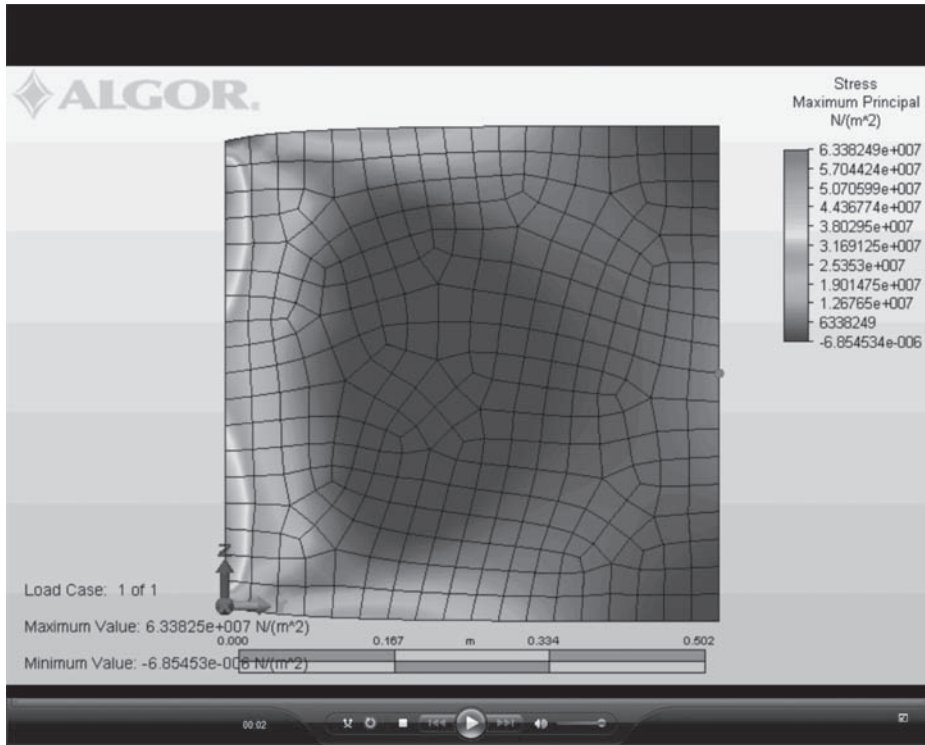 ALGOR.
Stress
Maximum Principal
N/(m^2)
6.338249e+007
5.704424e+007
5.070599e+007
4.436774e+007
3.80295e+007
3.169125e+007
2.5353e+007
1.901475e+007
1.26765e+007
6338249
-6.854534e-006
Z
Y
Load Case: 1 of 1
Maximum Value: 6.33825e+007 N/(m^2)
Minimum Value: -6.85453e-006 N/(m^2)
0.000 0.167 m 0.334 0.502
00:02